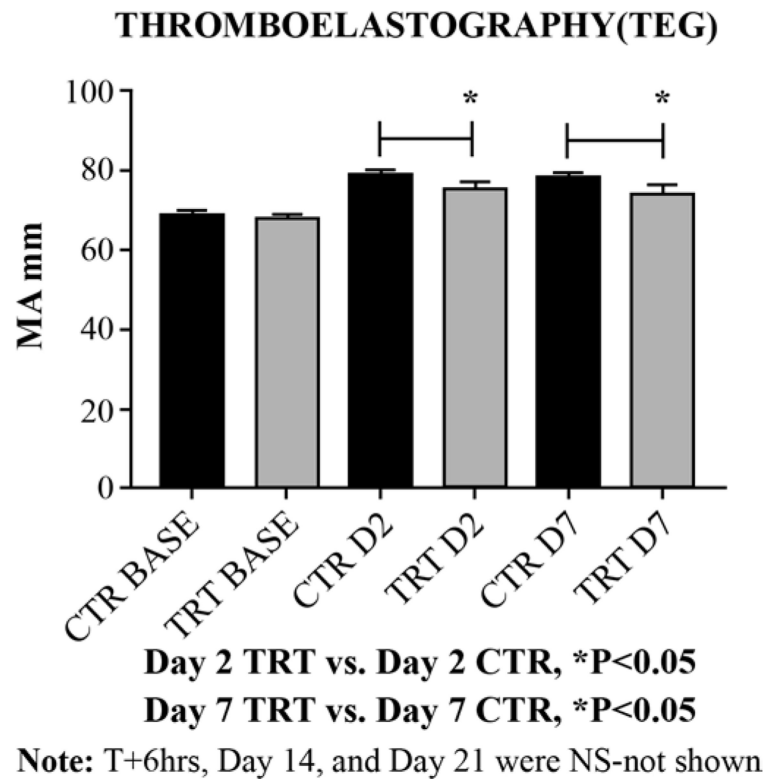 THROMBOELASTOGRAPHY(TEG)
100
80
60
40
20
0
MA mm
*
*
CTR BASE
TRT BASE
CTR D2
TRT D2
CTR D7
TRT D7
Day 2 TRT vs. Day 2 CTR, *P<0.05
Day 7 TRT vs. Day 7 CTR, *P<0.05
Note: T+6hrs, Day 14, and Day 21 were NS-not shown